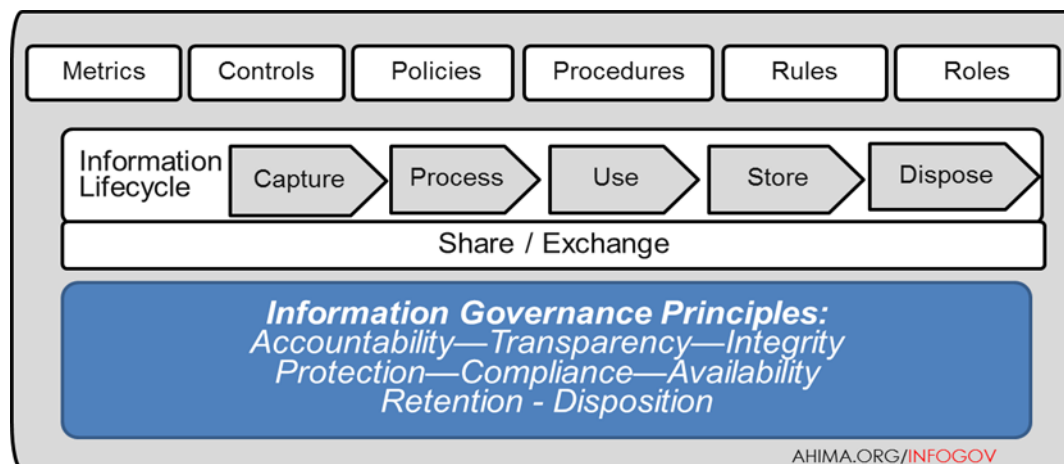 Metrics
Controls
Policies
Procedures
Rules
Roles
Information
Lifecycle
Capture
Process
Use
Store
Dispose
Share / Exchange
Information Governance Principles:
Accountability—Transparency—Integrity
Protection—Compliance—Availability
Retention - Disposition
AHIMA.ORG/INFOGOV